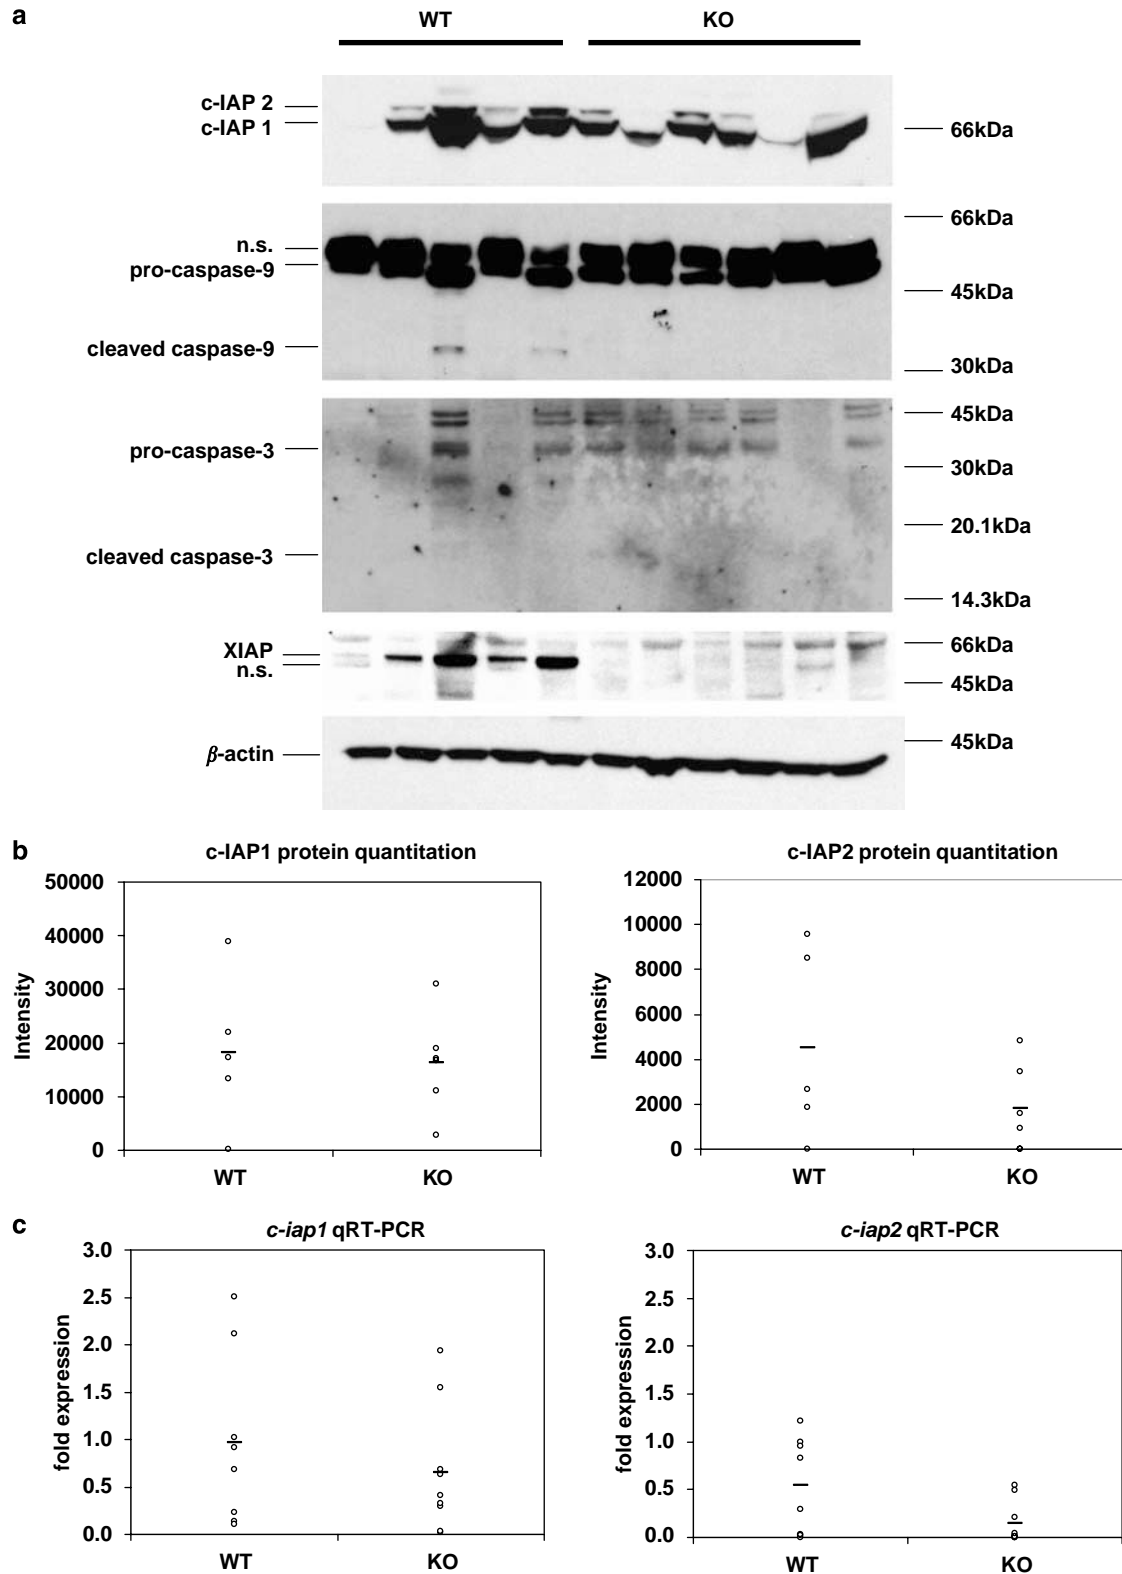 a
WT KO
c-IAP 2
c-IAP 1
66kDa
66kDa
n.s.
pro-caspase-9
45kDa
cleaved caspase-9
30kDa
45kDa
pro-caspase-3
30kDa
20.1kDa
cleaved caspase-3
14.3kDa
XIAP
66kDa
n.s.
45kDa
45kDa
β-actin
b
c-IAP1 protein quantitation
50000
40000
30000
20000
10000
0
Intensity
WT KO
c-IAP2 protein quantitation
12000
10000
8000
6000
4000
2000
0
Intensity
WT KO
c
c-iap1 qRT-PCR
3.0
2.5
2.0
1.5
1.0
0.5
0.0
fold expression
WT KO
c-iap2 qRT-PCR
3.0
2.5
2.0
1.5
1.0
0.5
0.0
fold expression
WT KO